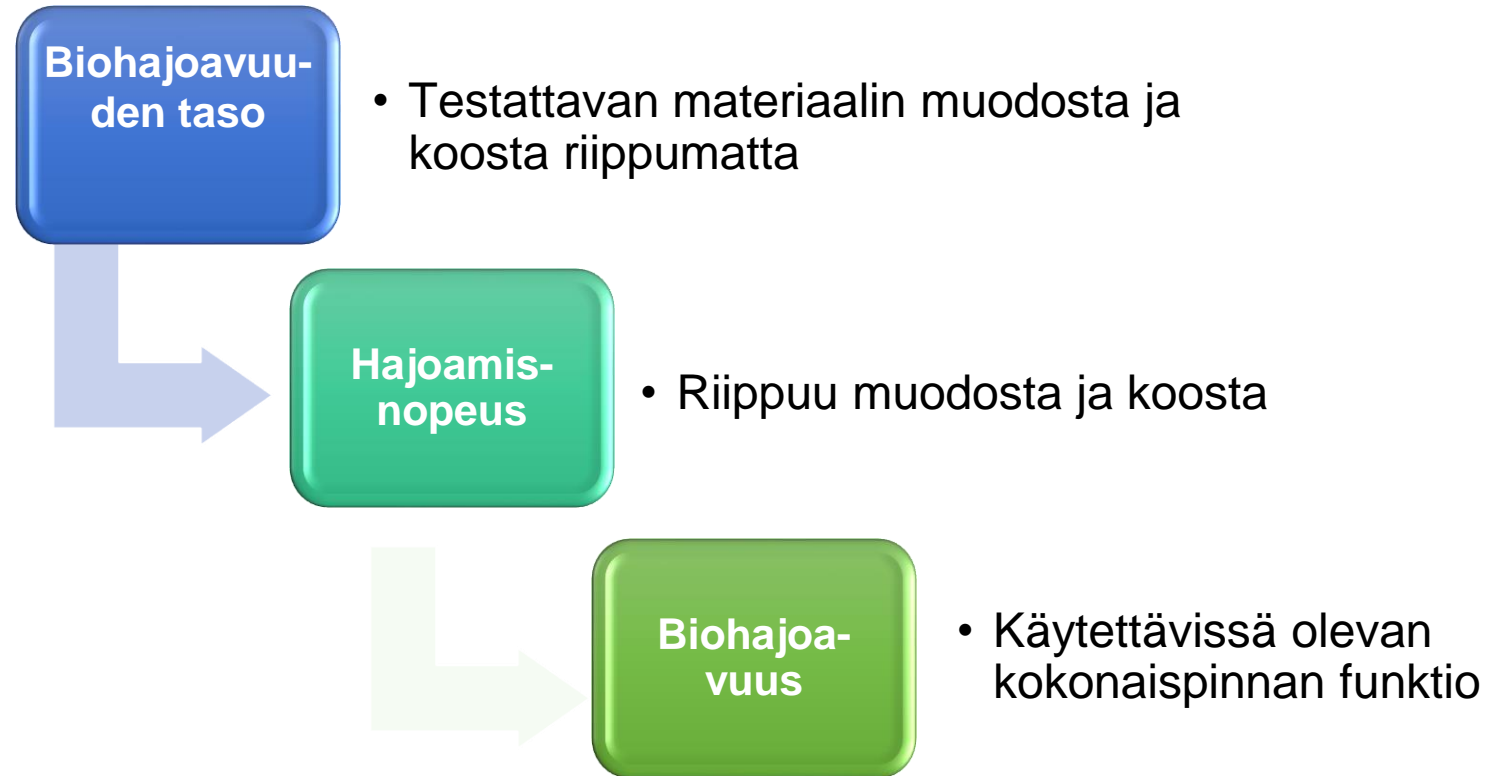 Biohajoavuu-
den taso
• Testattavan materiaalin muodosta ja
koosta riippumatta
Hajoamis-
nopeus
• Riippuu muodosta ja koosta
Biohajoa-
vuus
• Käytettävissä olevan
kokonaispinnan funktio